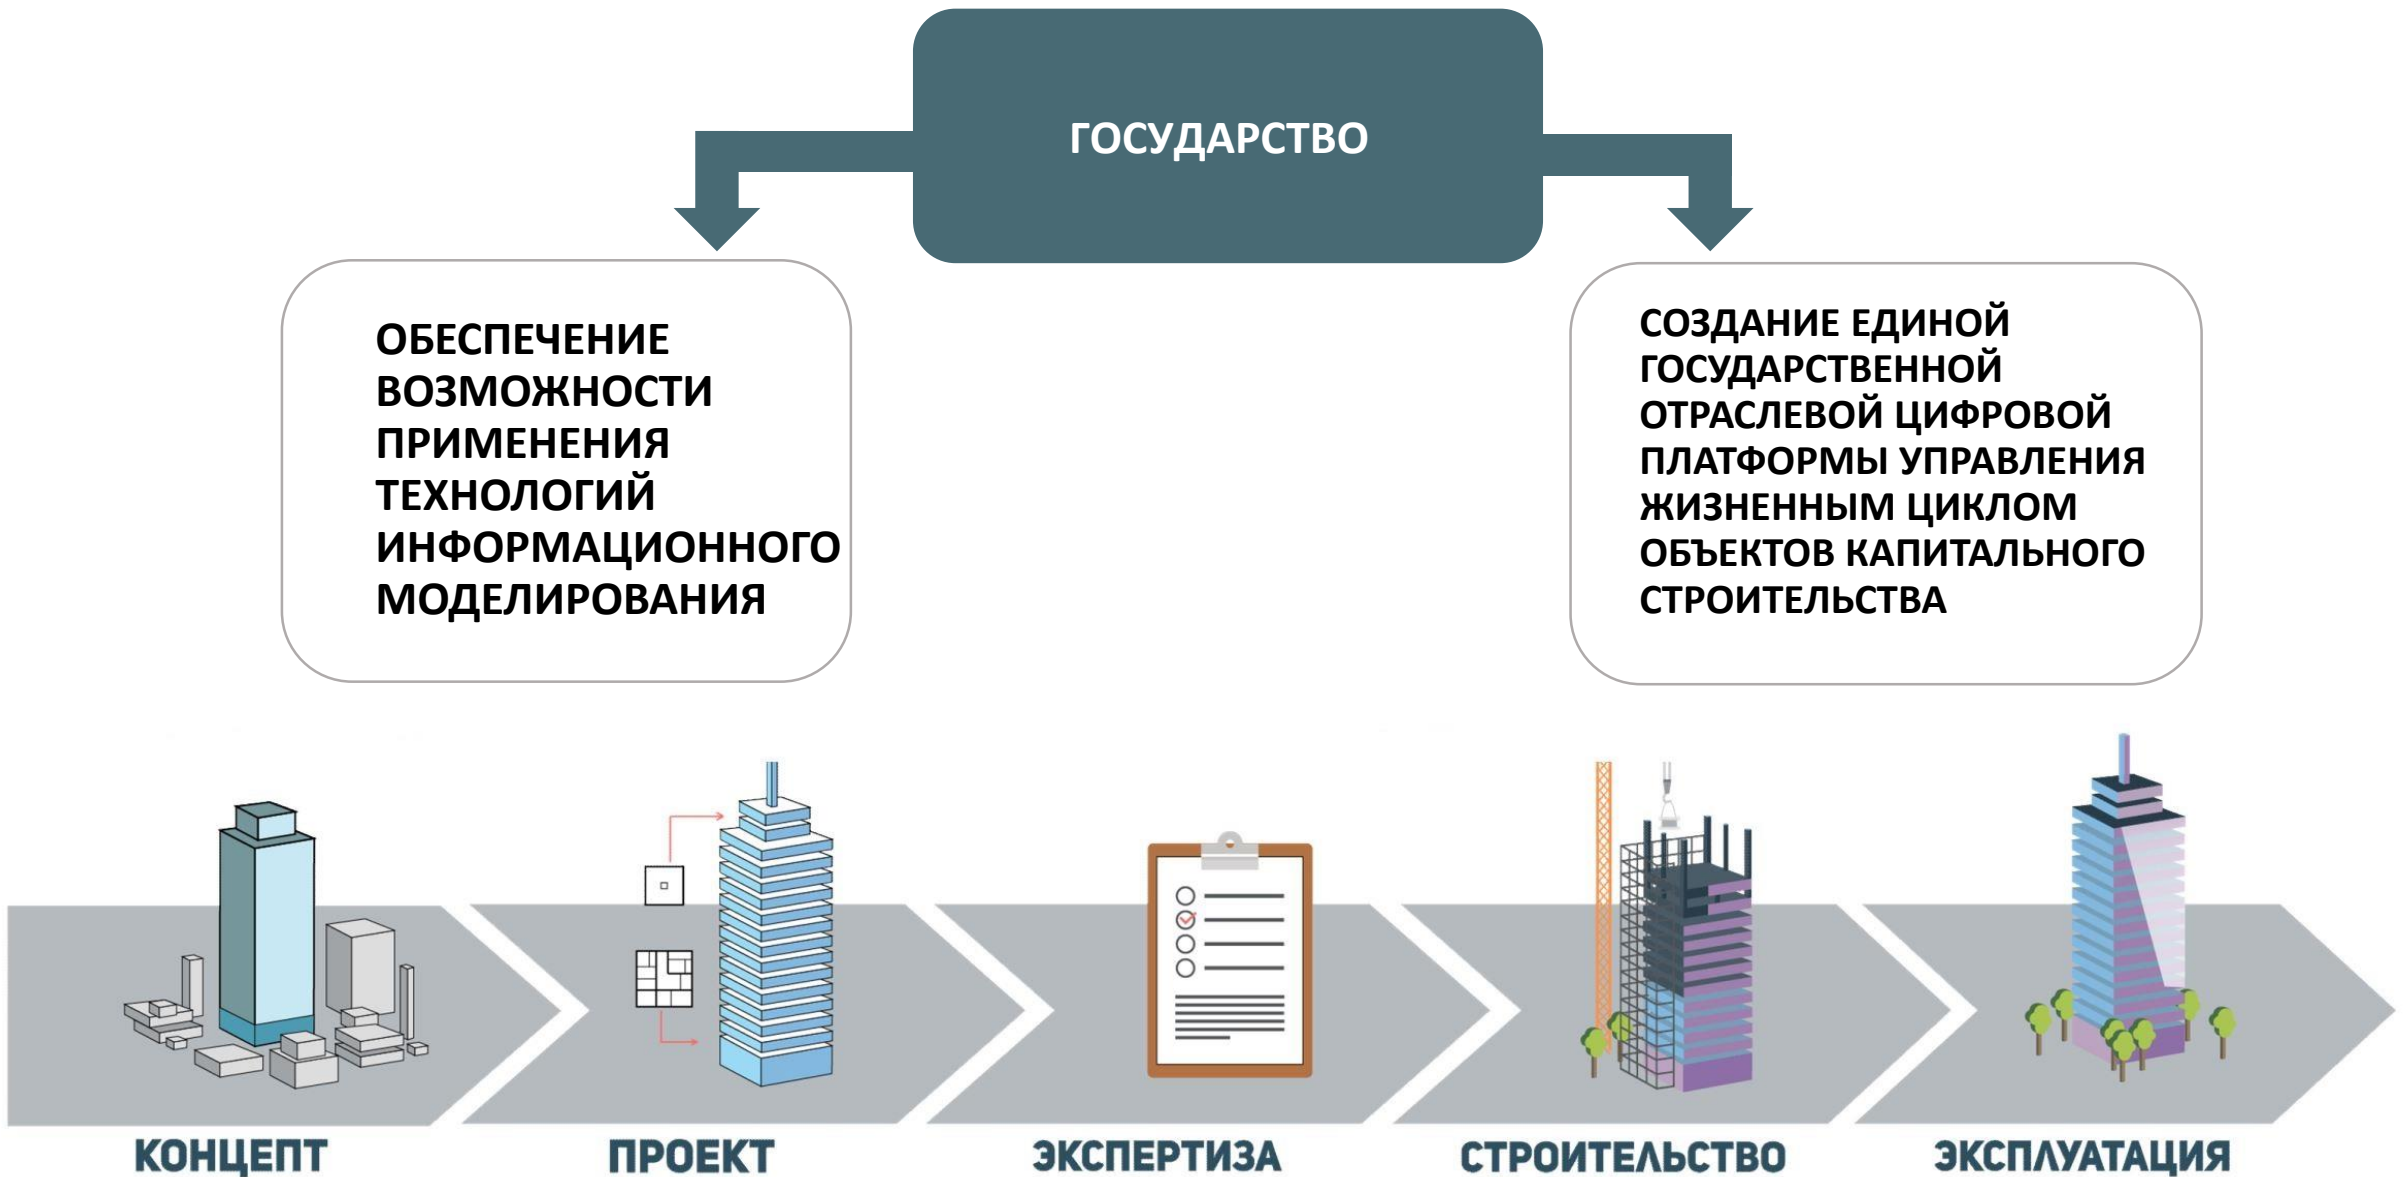 ГОСУДАРСТВО
ОБЕСПЕЧЕНИЕ
ВОЗМОЖНОСТИ
ПРИМЕНЕНИЯ
ТЕХНОЛОГИЙ
ИНФОРМАЦИОННОГО
МОДЕЛИРОВАНИЯ
СОЗДАНИЕ ЕДИНОЙ
ГОСУДАРСТВЕННОЙ
ОТРАСЛЕВОЙ ЦИФРОВОЙ
ПЛАТФОРМЫ УПРАВЛЕНИЯ
ЖИЗНЕННЫМ ЦИКЛОМ
ОБЪЕКТОВ КАПИТАЛЬНОГО
СТРОИТЕЛЬСТВА
КОНЦЕПТ
ПРОЕКТ
ЭКСПЕРТИЗА
СТРОИТЕЛЬСТВО
ЭКСПЛУАТАЦИЯ